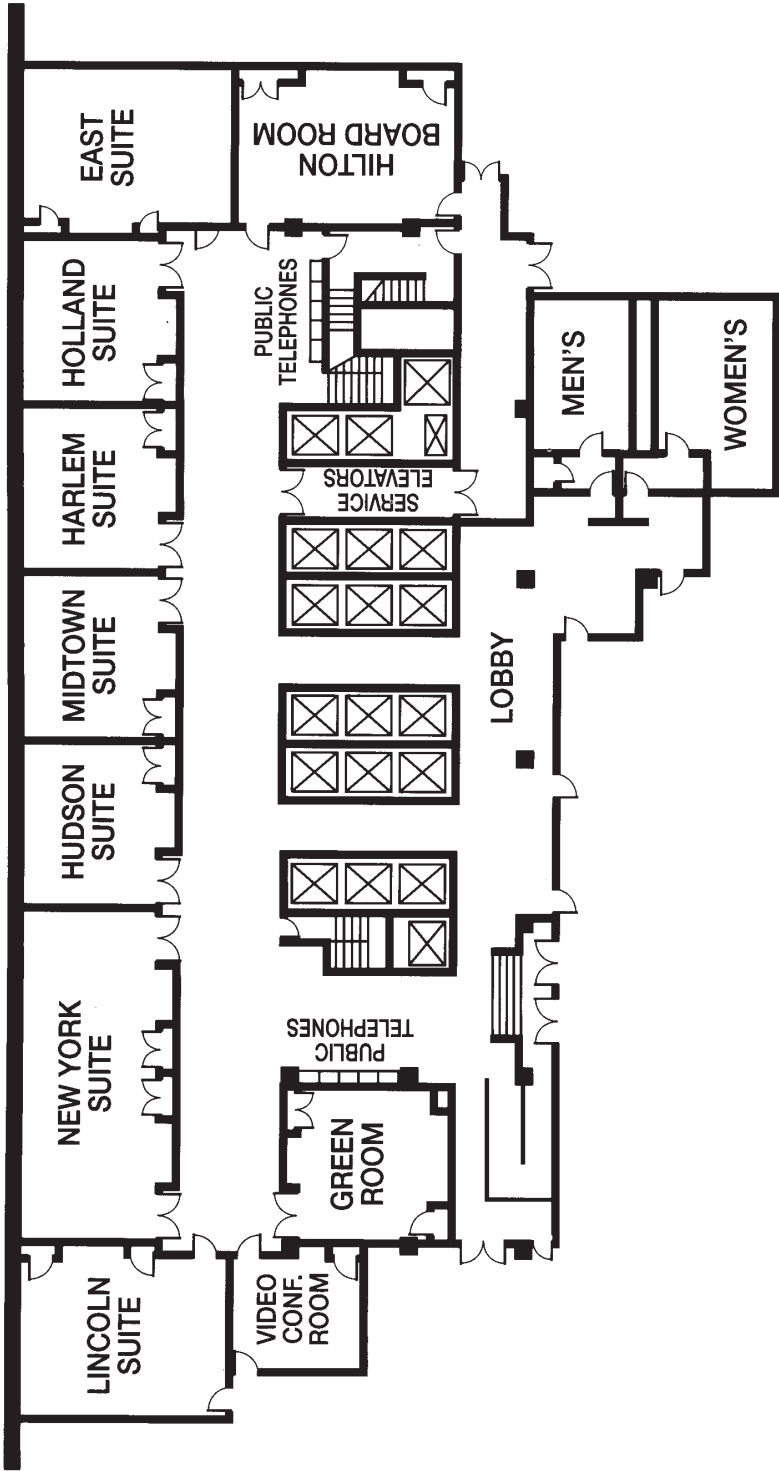 EAST
SUITE
HILTON
BOARD ROOM
HOLLAND
SUITE
PUBLIC
TELEPHONES
MEN'S
WOMEN'S
HARLEM
SUITE
SERVICE
ELEVATORS
MIDTOWN
SUITE
LOBBY
HUDSON
SUITE
NEW YORK
SUITE
PUBLIC
TELEPHONES
GREEN
ROOM
LINCOLN
SUITE
VIDEO
CONF.
ROOM